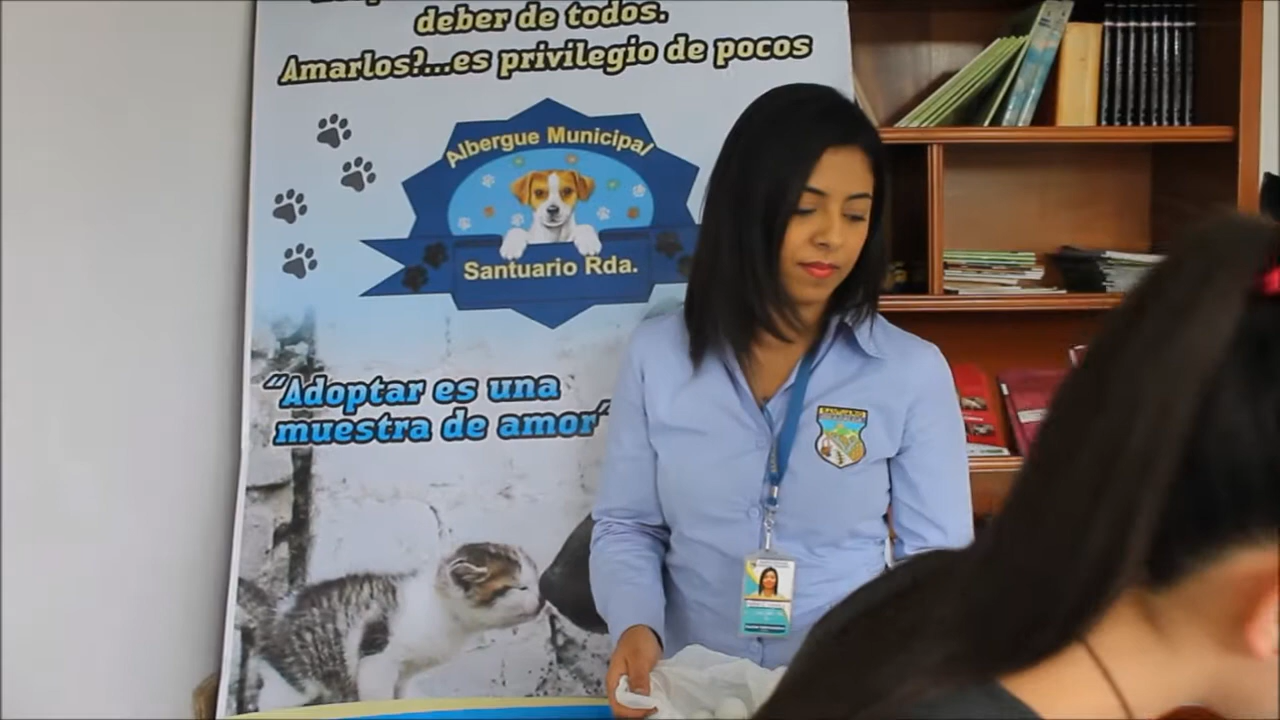 deber de todos.
Amarlos?...es privilegio de pocos
Albergue Municipal
Santuario Rda.
“Adoptar es una
muestra de amor”